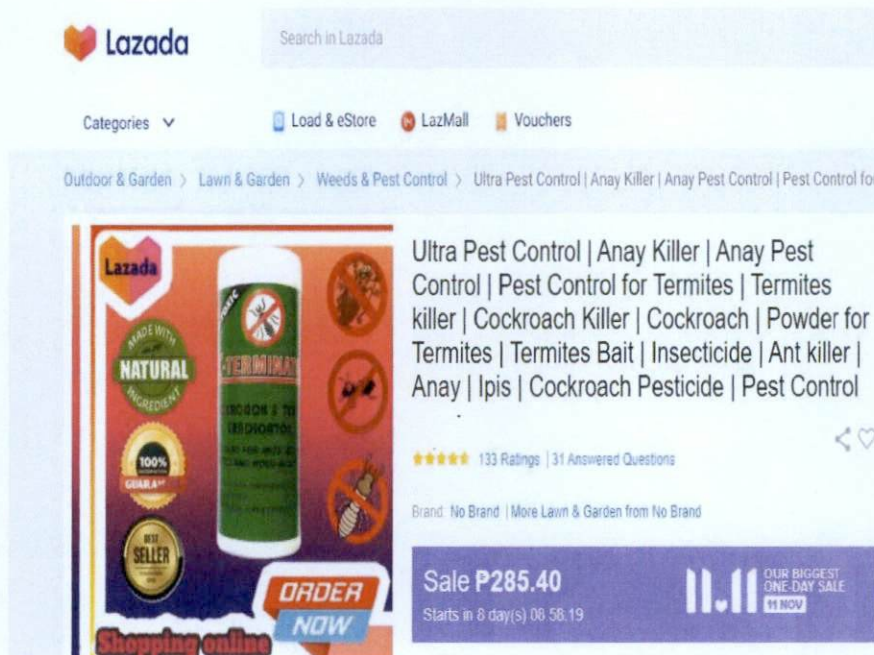 Lazada
Search in Lazada
Categories
Load & eStore
LazMall
Vouchers
Outdoor & Garden > Lawn & Garden > Weeds & Pest Control > Ultra Pest Control | Anay Killer | Anay Pest Control | Pest Control for
Lazada
MADE WITH
NATURAL
INGREDIENT
100%
BEST
SELLER
ORDER
NOW
Shopping online
Ultra Pest Control | Anay Killer | Anay Pest
Control | Pest Control for Termites | Termites
killer | Cockroach Killer | Cockroach | Powder for
Termites | Termites Bait | Insecticide | Ant killer |
Anay | Ipis | Cockroach Pesticide | Pest Control
133 Ratings | 31 Answered Questions
Brand: No Brand | More Lawn & Garden from No Brand
Sale ₱285.40
Starts in 8 day(s) 08:58:19
11.11
OUR BIGGEST
ONE-DAY SALE
11 NOV